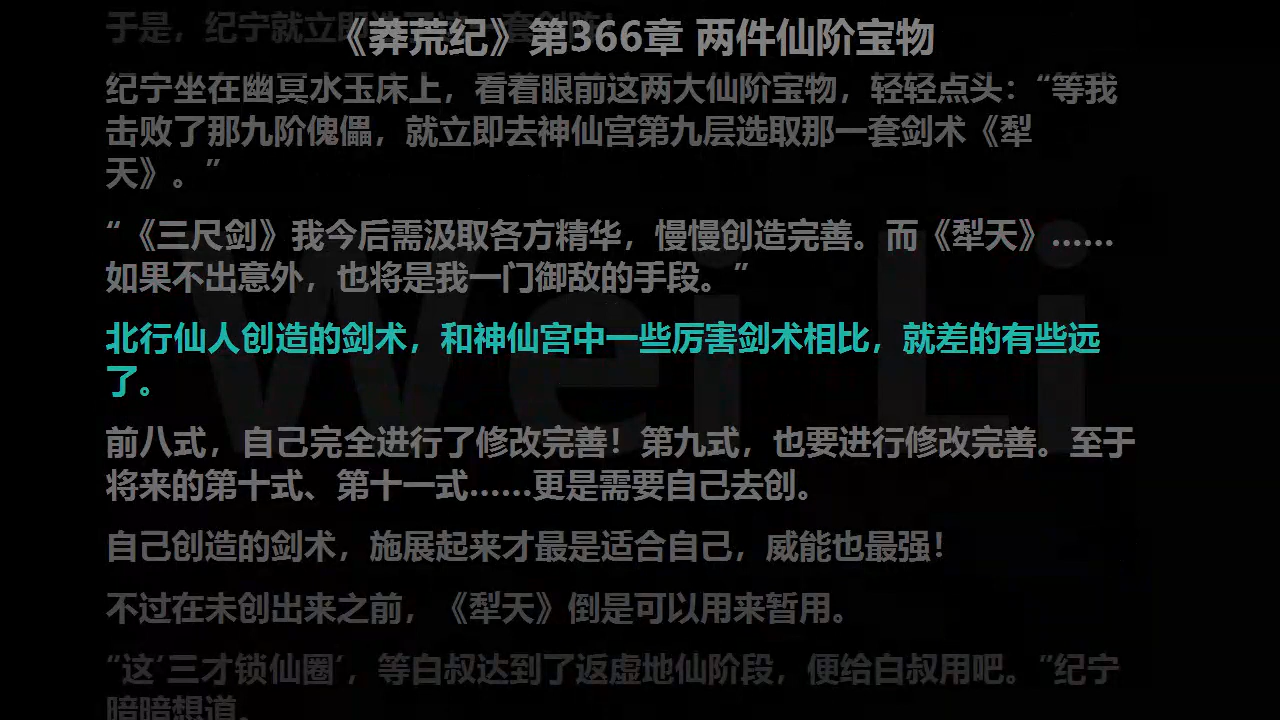 于是，纪宁就立即
《莽荒纪》第366章 两件仙阶宝物
纪宁坐在幽冥水玉床上，看着眼前这两大仙阶宝物，轻轻点头：“等我
击败了那九阶傀儡，就立即去神仙宫第九层选取那一套剑术《犁
天》。”
“《三尺剑》我今后需汲取各方精华，慢慢创造完善。而《犁天》……
如果不出意外，也将是我一门御敌的手段。”
北行仙人创造的剑术，和神仙宫中一些厉害剑术相比，就差的有些远
了。
前八式，自己完全进行了修改完善！第九式，也要进行修改完善。至于
将来的第十式、第十一式……更是需要自己去创。
自己创造的剑术，施展起来才最是适合自己，威能也最强！
不过在未创出来之前，《犁天》倒是可以用来暂用。
“这‘三才锁仙圈’，等白叔达到了返虚地仙阶段，便给白叔用吧。”纪宁
暗暗想道。
Wei Li